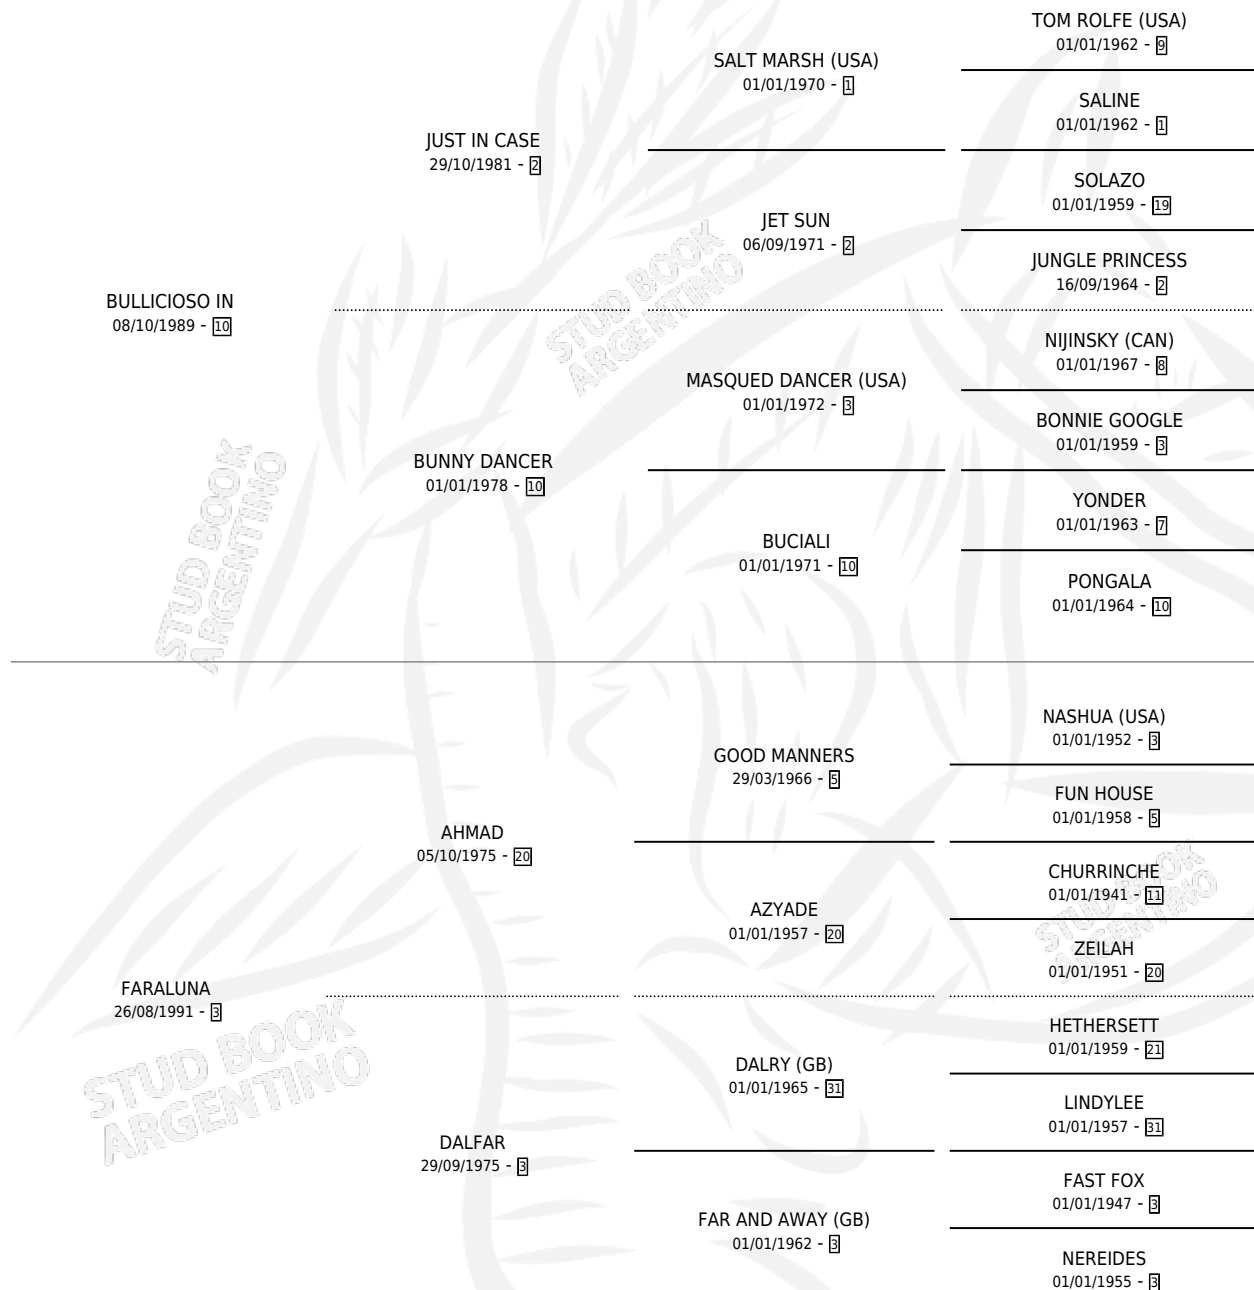 TOM ROLFE (USA)
01/01/1962 - 9
SALT MARSH (USA)
01/01/1970 - 1
SALINE
01/01/1962 - 1
JUST IN CASE
29/10/1981 - 2
SOLAZO
01/01/1959 - 19
JET SUN
06/09/1971 - 2
JUNGLE PRINCESS
16/09/1964 - 2
BULLICIOSO IN
08/10/1989 - 10
NIJINSKY (CAN)
01/01/1967 - 8
MASQUED DANCER (USA)
01/01/1972 - 3
BONNIE GOOGLE
01/01/1959 - 3
BUNNY DANCER
01/01/1978 - 10
YONDER
01/01/1963 - 7
BUCIALI
01/01/1971 - 10
PONGALA
01/01/1964 - 10
NASHUA (USA)
01/01/1952 - 3
GOOD MANNERS
29/03/1966 - 5
FUN HOUSE
01/01/1958 - 5
AHMAD
05/10/1975 - 20
CHURRINCHE
01/01/1941 - 11
AZYADE
01/01/1957 - 20
ZEILAH
01/01/1951 - 20
FARALUNA
26/08/1991 - 3
HETHERSETT
01/01/1959 - 21
DALRY (GB)
01/01/1965 - 31
LINDYLEE
01/01/1957 - 31
DALFAR
29/09/1975 - 3
FAST FOX
01/01/1947 - 3
FAR AND AWAY (GB)
01/01/1962 - 3
NEREIDES
01/01/1955 - 3
STUD BOOK
ARGENTINO
STUD BOOK
ARGENTINO
STUD BOOK
ARGENTINO
STUD BOOK
ARGENTINO